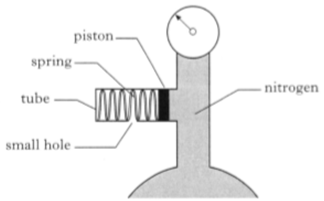 piston
spring
nitrogen
tube
small hole